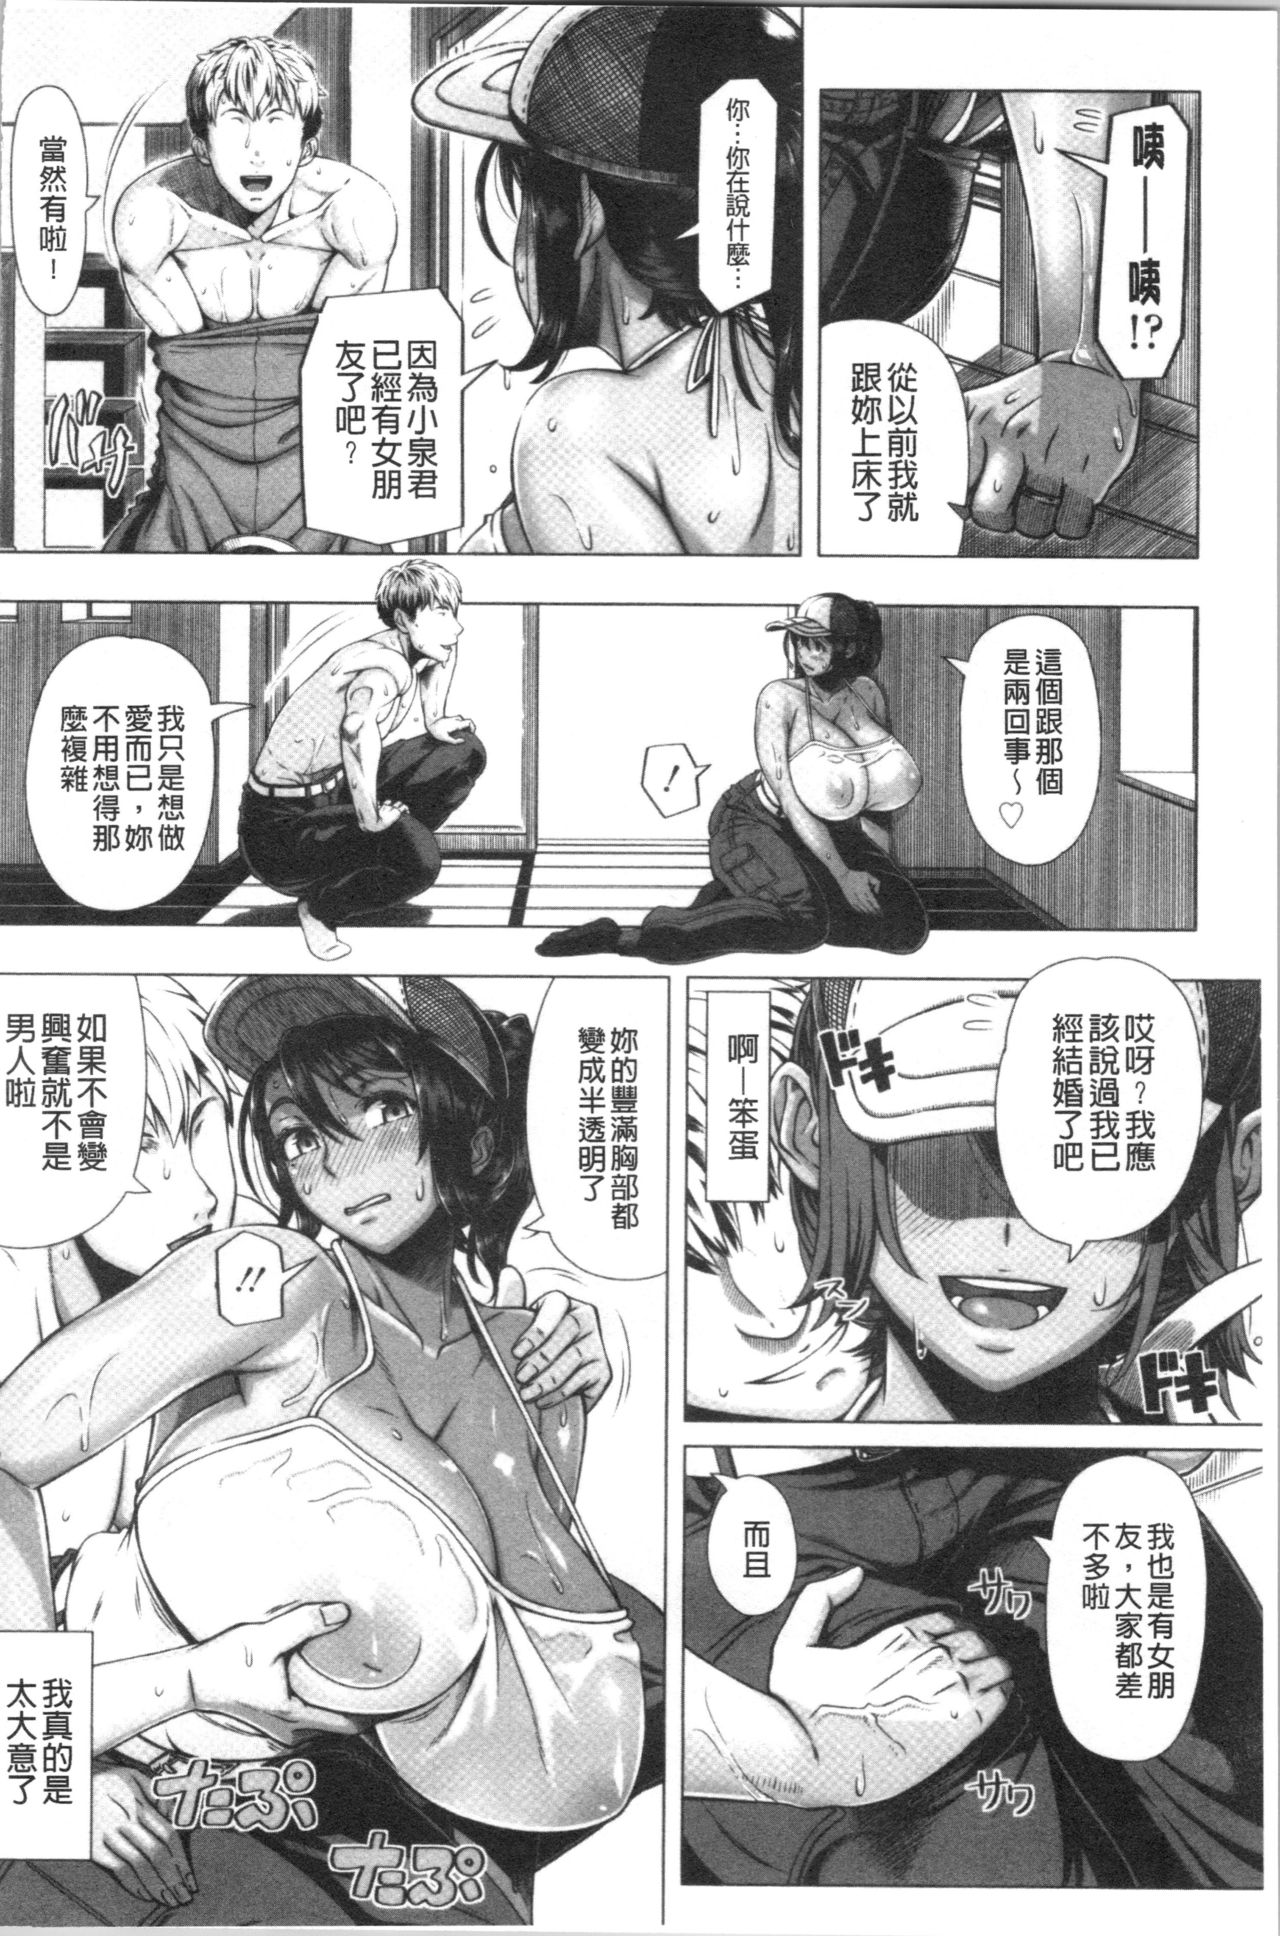 咦——咦!?
從以前我就
跟妳上床了
你…你在說什麼…
因為小泉君
已經有女朋
友了吧？
當然有啦！
バサ
這個跟那個
是兩回事～♡
！
我只是想做
愛而已，妳
不用想得那
麼複雜
哎呀？我應
該說過我已
經結婚了吧
ドキ
啊—笨蛋
スン
ドキ
我也是有女朋
友，大家都差
不多啦
而且
サワ
サワ
妳的豐滿胸部都
變成半透明了
如果不會變
興奮就不是
男人啦
!!
たぷ
たぷ
我真的是
太大意了